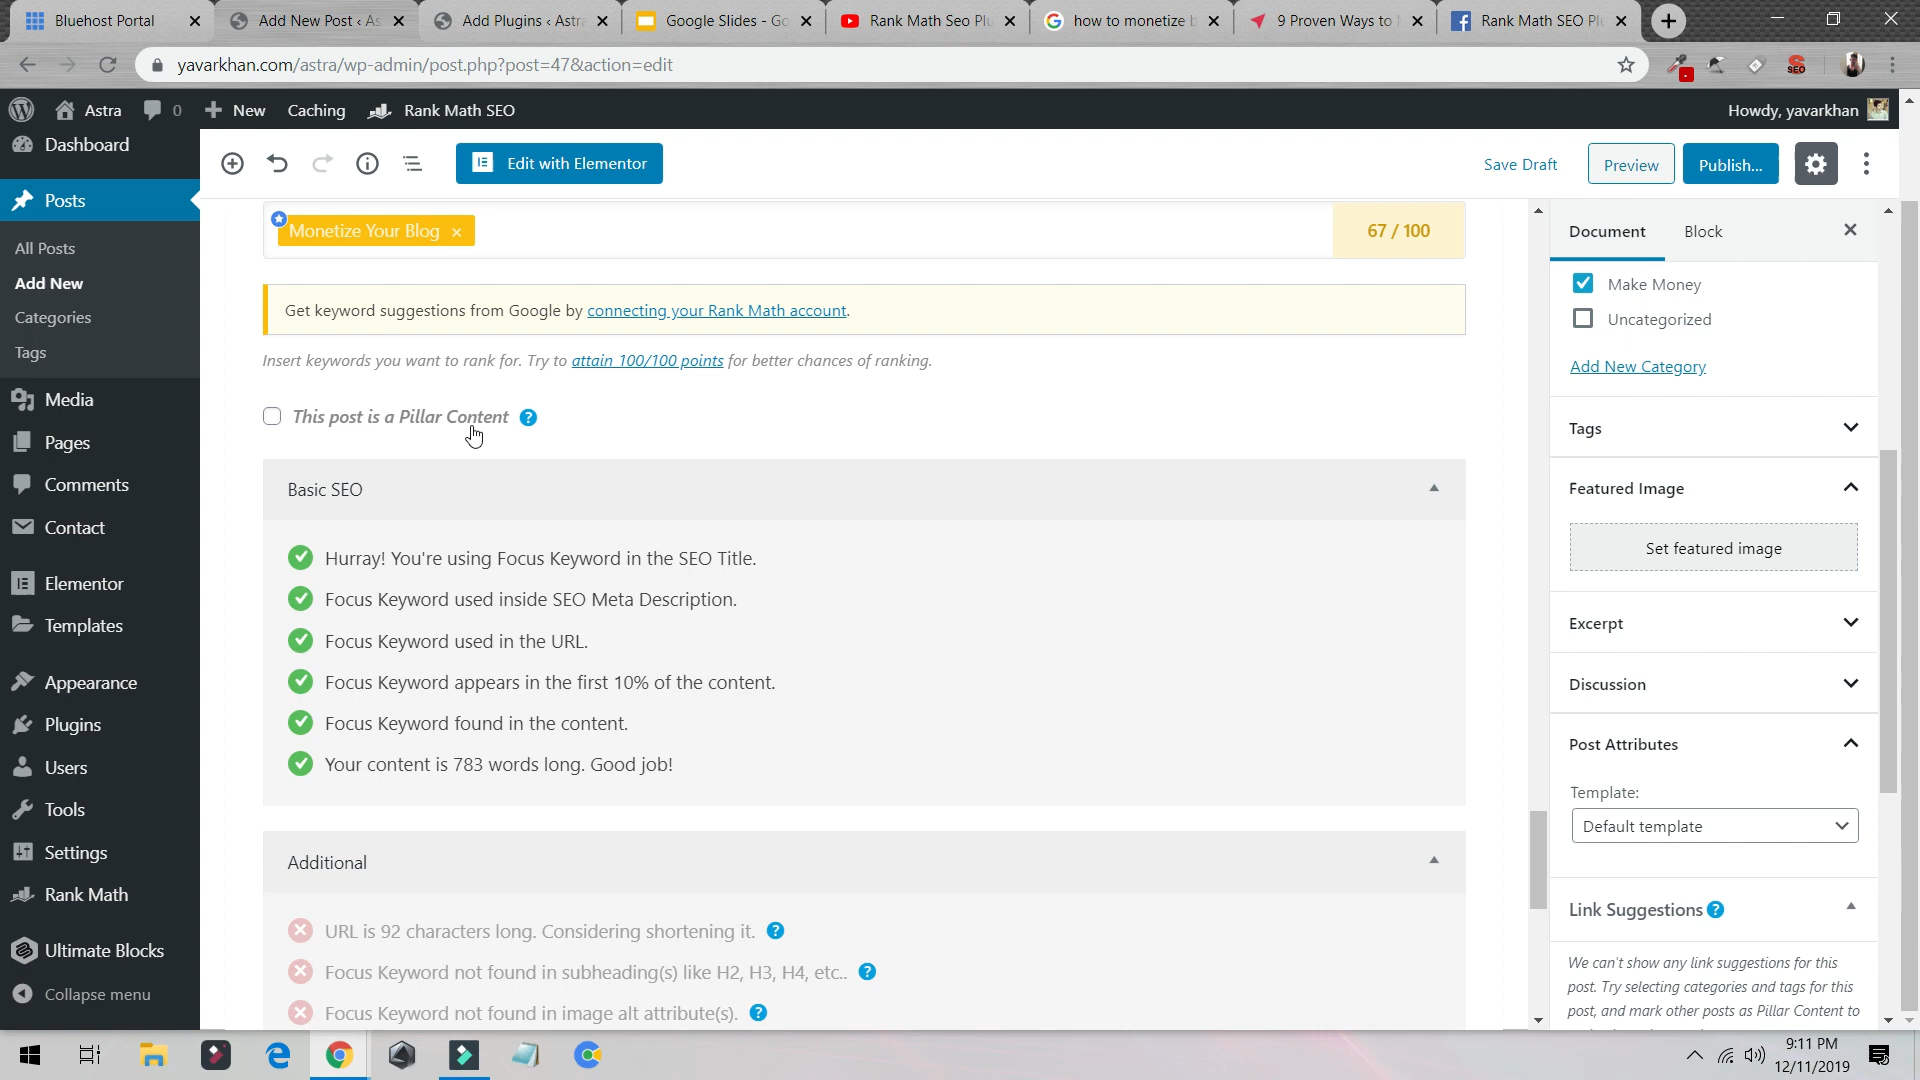 Bluehost Portal
Add New Post ‹ As
Add Plugins ‹ Astra
Google Slides - Go
Rank Math Seo Plu
how to monetize b
9 Proven Ways to
Rank Math SEO Plu
yavarkhan.com/astra/wp-admin/post.php?post=47&action=edit
SEO
Astra
0
New
Caching
Rank Math SEO
Howdy, yavarkhan
Dashboard
Posts
All Posts
Add New
Categories
Tags
Media
Pages
Comments
Contact
Elementor
Templates
Appearance
Plugins
Users
Tools
Settings
Rank Math
Ultimate Blocks
Collapse menu
Edit with Elementor
Save Draft
Preview
Publish...
Monetize Your Blog ×
67 / 100
Get keyword suggestions from Google by connecting your Rank Math account.
Insert keywords you want to rank for. Try to attain 100/100 points for better chances of ranking.
This post is a Pillar Content ?
Basic SEO
Hurray! You're using Focus Keyword in the SEO Title.
Focus Keyword used inside SEO Meta Description.
Focus Keyword used in the URL.
Focus Keyword appears in the first 10% of the content.
Focus Keyword found in the content.
Your content is 783 words long. Good job!
Additional
URL is 92 characters long. Considering shortening it. ?
Focus Keyword not found in subheading(s) like H2, H3, H4, etc.. ?
Focus Keyword not found in image alt attribute(s). ?
Document
Block
Make Money
Uncategorized
Add New Category
Tags
Featured Image
Set featured image
Excerpt
Discussion
Post Attributes
Template:
Default template
Link Suggestions ?
We can't show any link suggestions for this
post. Try selecting categories and tags for this
post, and mark other posts as Pillar Content to
9:11 PM
12/11/2019